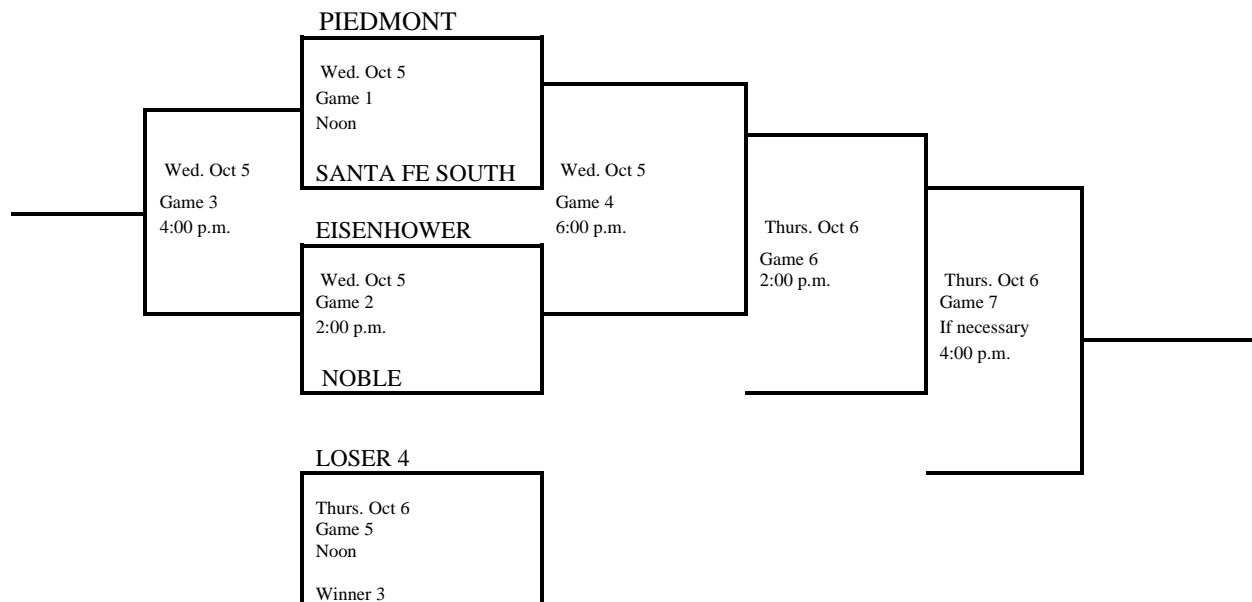 PIEDMONT
Wed. Oct 5
Game 1
Noon
SANTA FE SOUTH
Wed. Oct 5
Game 3
4:00 p.m.
Wed. Oct 5
Game 4
6:00 p.m.
EISENHOWER
Wed. Oct 5
Game 2
2:00 p.m.
NOBLE
Thurs. Oct 6
Game 6
2:00 p.m.
Thurs. Oct 6
Game 7
If necessary
4:00 p.m.
LOSER 4
Thurs. Oct 6
Game 5
Noon
Winner 3